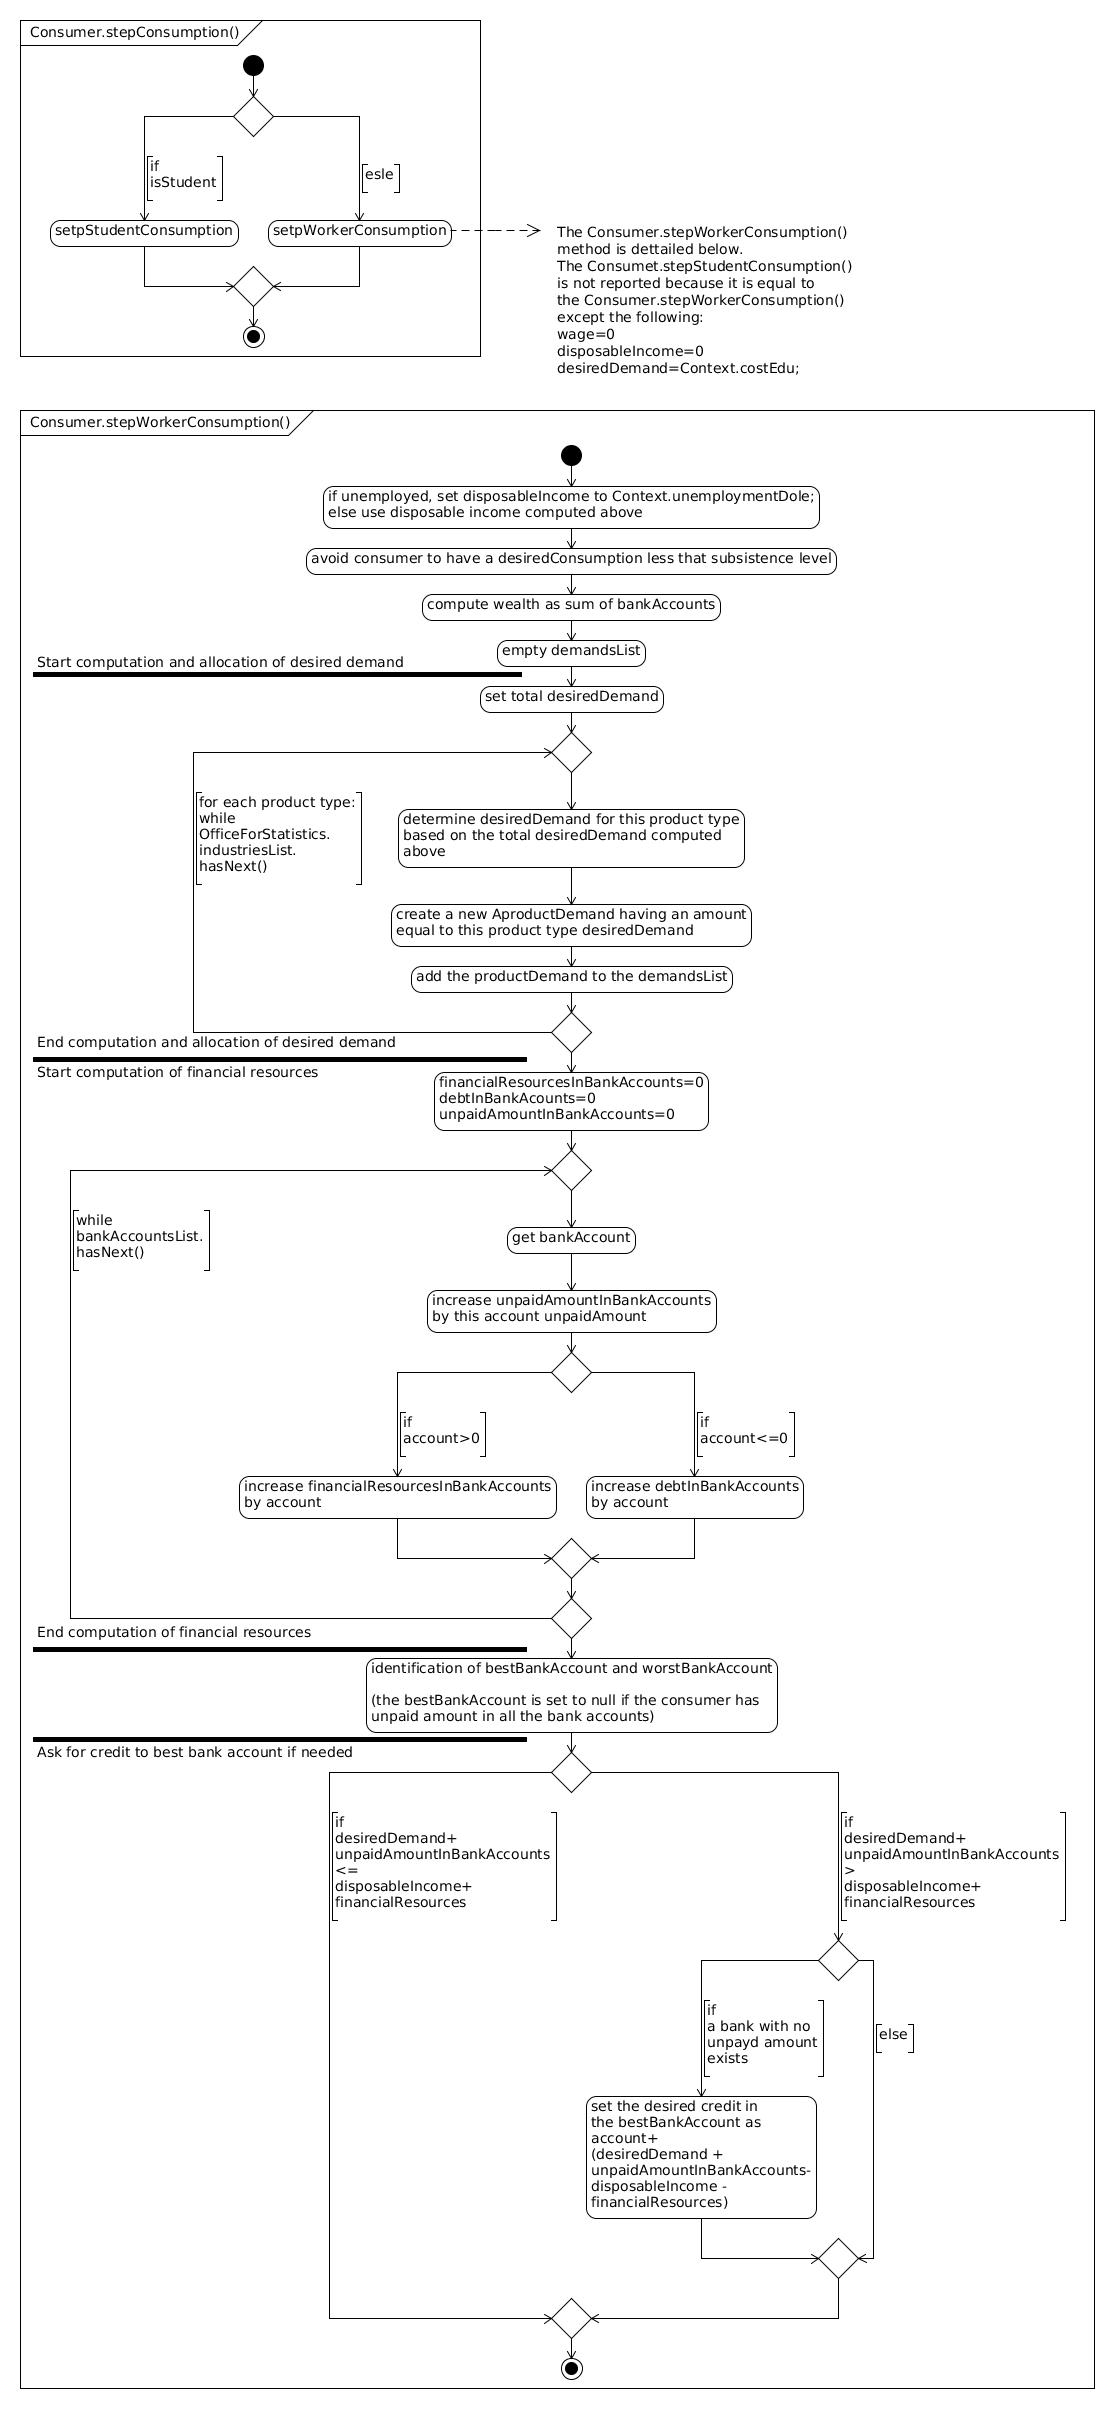 Consumer.stepConsumption()
if
isStudent
esle
setpStudentConsumption
setpWorkerConsumption
The Consumer.stepWorkerConsumption()
method is dettailed below.
The Consumet.stepStudentConsumption()
is not reported because it is equal to
the Consumer.stepWorkerConsumption()
except the following:
wage=0
disposableIncome=0
desiredDemand=Context.costEdu;
Consumer.stepWorkerConsumption()
if unemployed, set disposableIncome to Context.unemploymentDole;
else use disposable income computed above
avoid consumer to have a desiredConsumption less that subsistence level
compute wealth as sum of bankAccounts
empty demandsList
Start computation and allocation of desired demand
set total desiredDemand
for each product type:
while
OfficeForStatistics.
industriesList.
hasNext()
determine desiredDemand for this product type
based on the total desiredDemand computed
above
create a new AproductDemand having an amount
equal to this product type desiredDemand
add the productDemand to the demandsList
End computation and allocation of desired demand
Start computation of financial resources
financialResourcesInBankAccounts=0
debtInBankAcounts=0
unpaidAmountInBankAccounts=0
while
bankAccountsList.
hasNext()
get bankAccount
increase unpaidAmountInBankAccounts
by this account unpaidAmount
if
account>0
if
account<=0
increase financialResourcesInBankAccounts
by account
increase debtInBankAccounts
by account
End computation of financial resources
identification of bestBankAccount and worstBankAccount
(the bestBankAccount is set to null if the consumer has
unpaid amount in all the bank accounts)
Ask for credit to best bank account if needed
if
desiredDemand+
unpaidAmountInBankAccounts
<=
disposableIncome+
financialResources
if
desiredDemand+
unpaidAmountInBankAccounts
>
disposableIncome+
financialResources
if
a bank with no
unpayd amount
exists
else
set the desired credit in
the bestBankAccount as
account+
(desiredDemand +
unpaidAmountInBankAccounts-
disposableIncome -
financialResources)